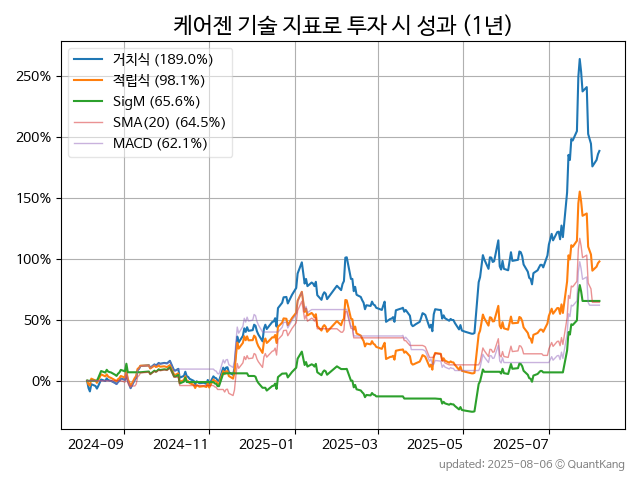 케어젠 기술 지표로 투자 시 성과 (1년)
거치식 (189.0%)
적립식 (98.1%)
SigM (65.6%)
SMA(20) (64.5%)
MACD (62.1%)
250%
200%
150%
100%
50%
0%
2024-09 2024-11 2025-01 2025-03 2025-05 2025-07
updated: 2025-08-06 © QuantKang